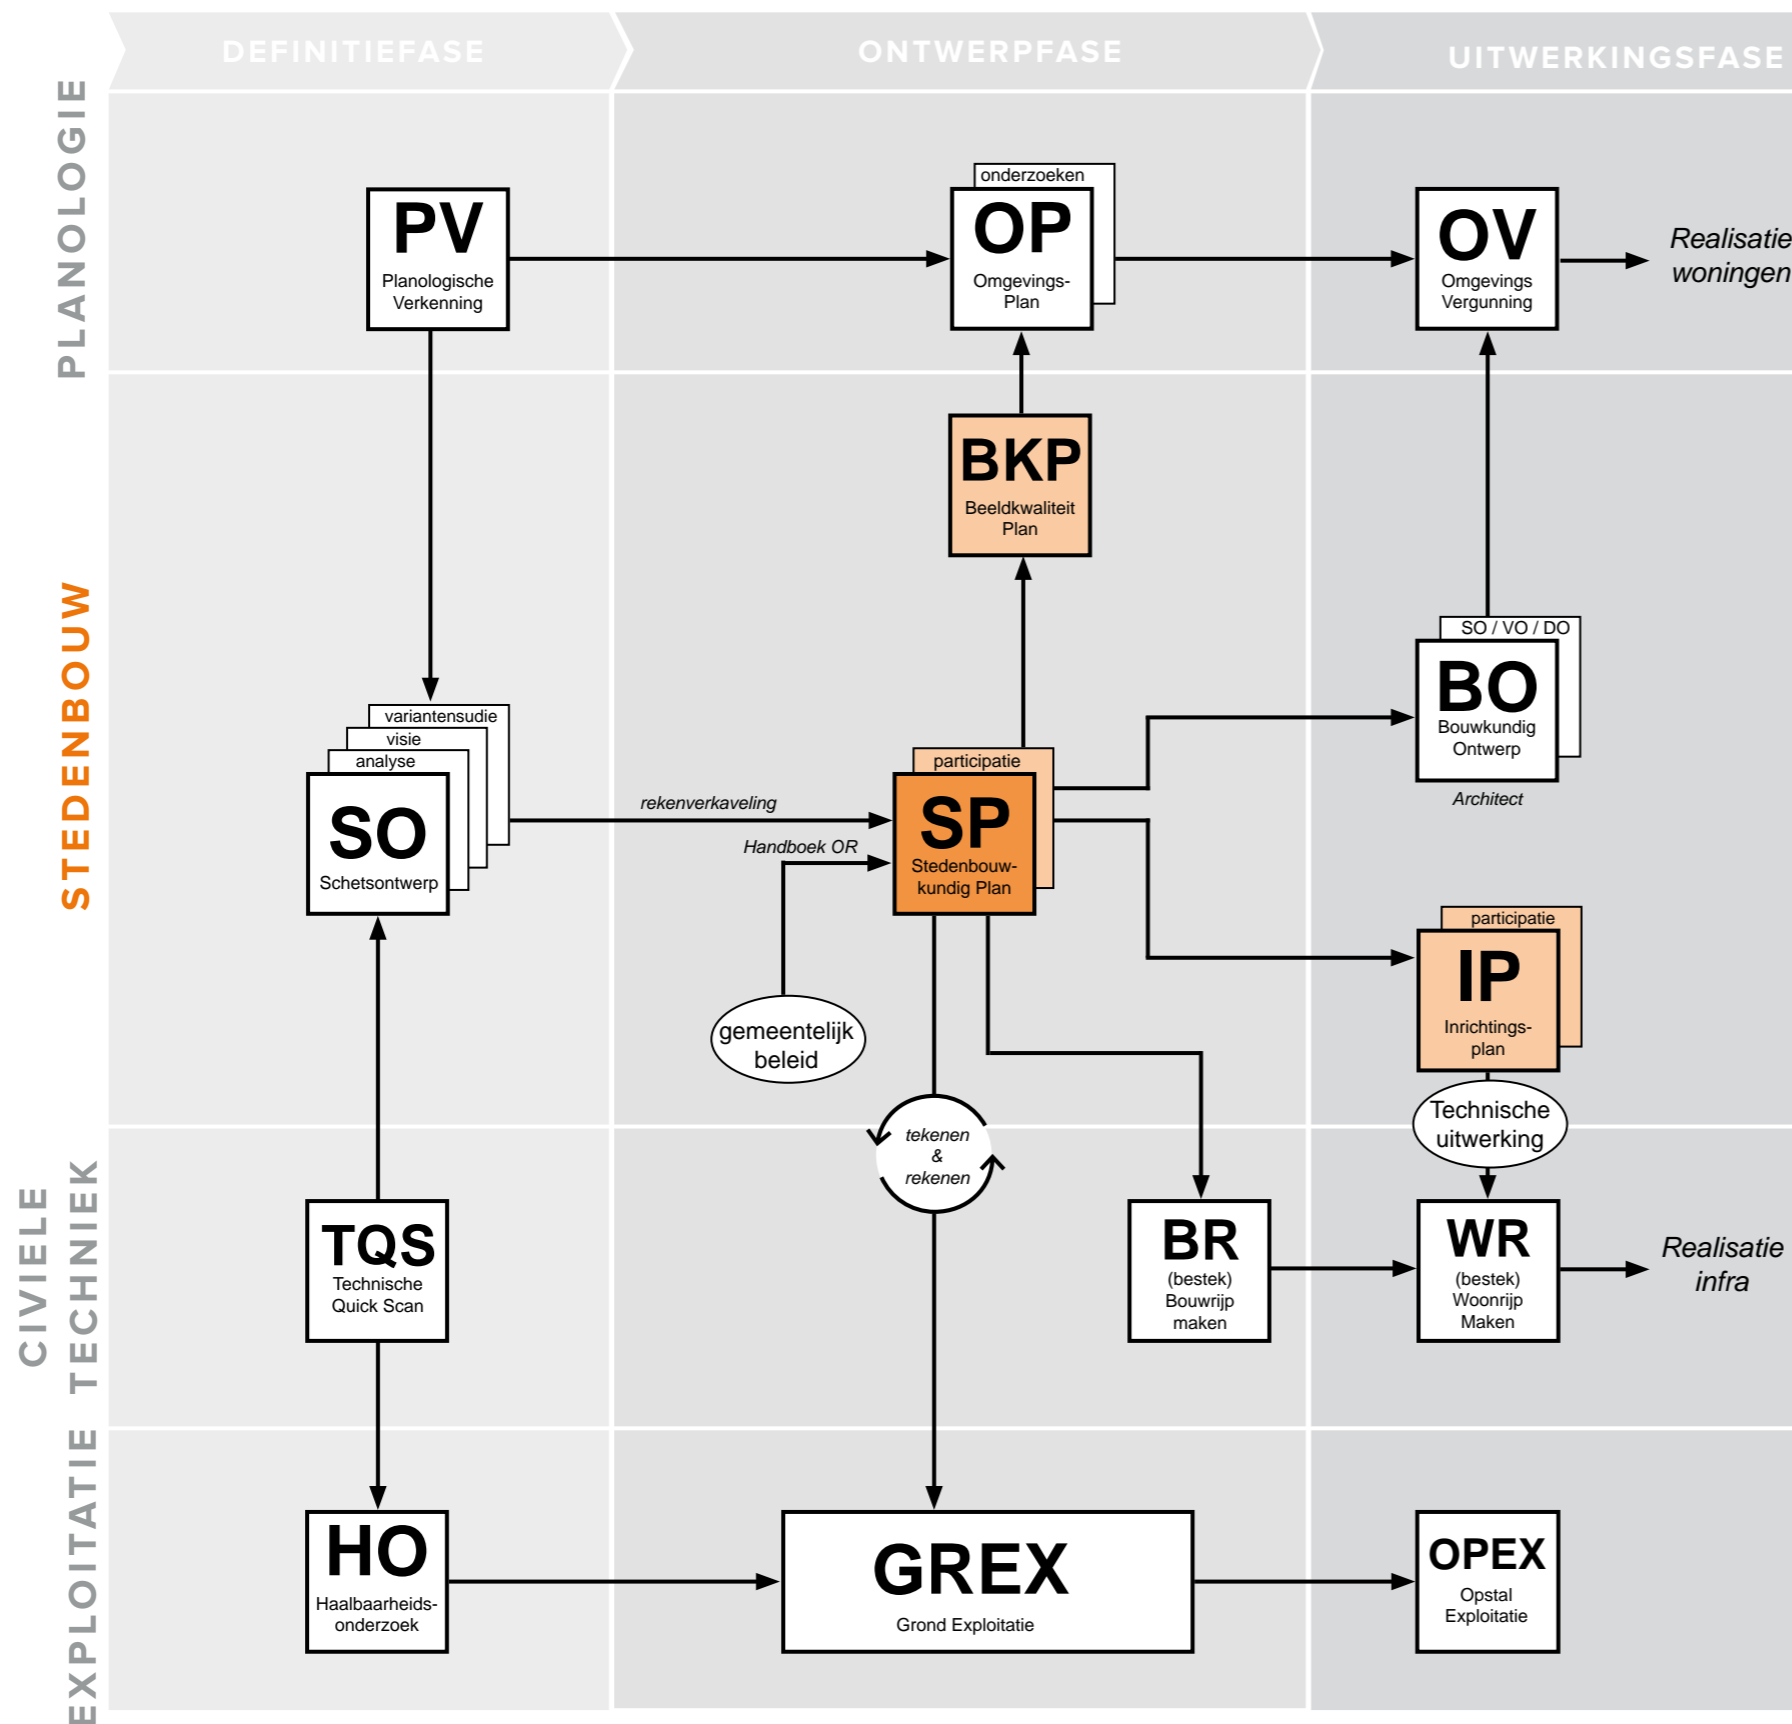 DEFINITIEFASE
ONTWERPFASE
UITWERKINGSFASE
PLANOLOGIE
PV
Planologische
Verkenning
onderzoeken
OP
Omgevings-
Plan
OV
Omgevings
Vergunning
Realisatie
woningen
STEDENBOUW
BKP
Beeldkwaliteit
Plan
variantensudie
visie
analyse
SO
Schetsontwerp
rekenverkaveling
Handboek OR
gemeentelijk
beleid
participatie
SP
Stedenbouw-
kundig Plan
SO / VO / DO
BO
Bouwkundig
Ontwerp
Architect
participatie
IP
Inrichtings-
plan
Technische
uitwerking
tekenen
&
rekenen
CIVIELE
TECHNIEK
TQS
Technische
Quick Scan
BR
(bestek)
Bouwrijp
maken
WR
(bestek)
Woonrijp
Maken
Realisatie
infra
EXPLOITATIE
HO
Haalbaarheids-
onderzoek
GREX
Grond Exploitatie
OPEX
Opstal
Exploitatie